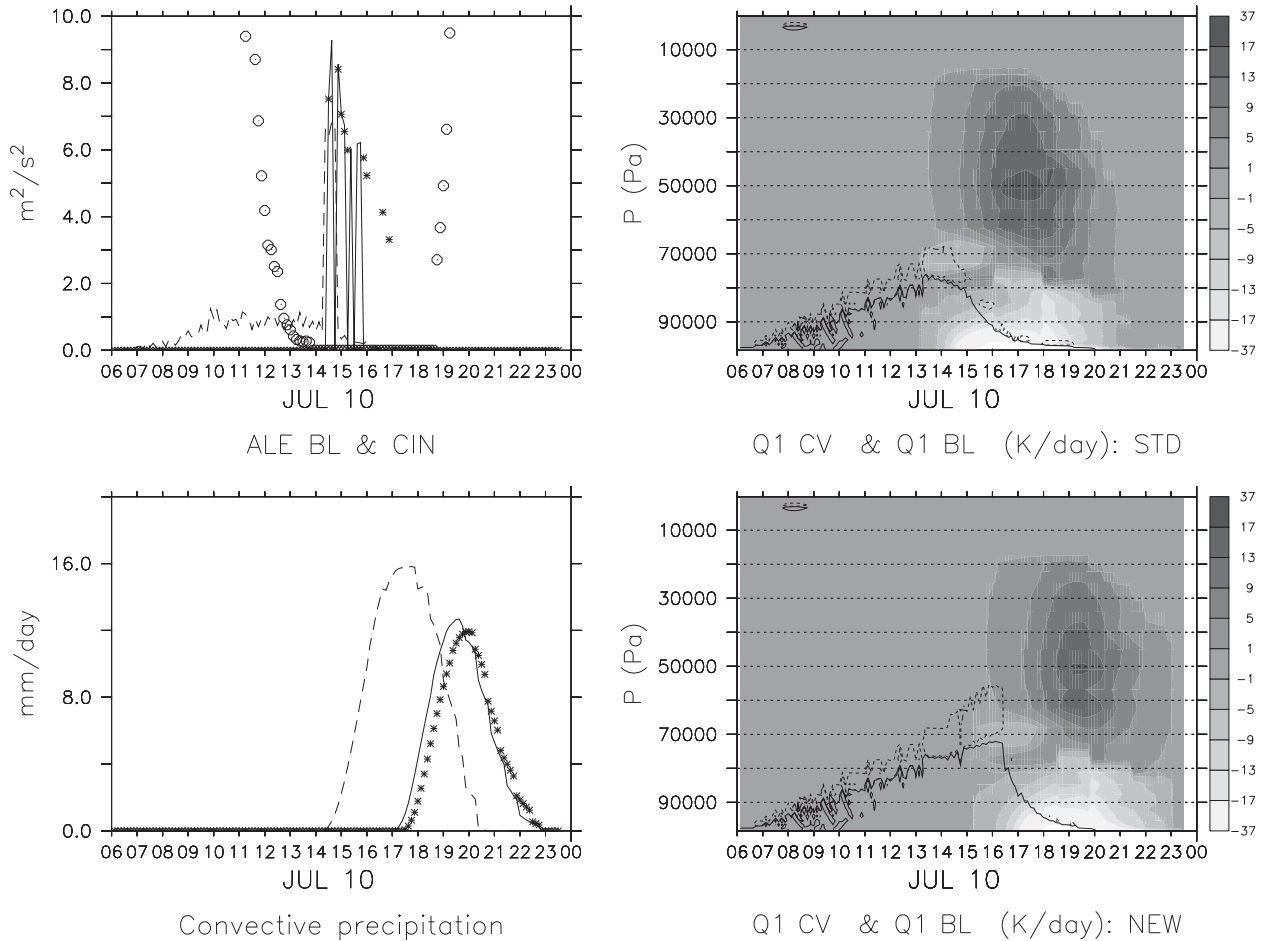 10.0
8.0
6.0
4.0
2.0
0.0
m²/s²
06 07 08 09 10 11 12 13 14 15 16 17 18 19 20 21 22 23 00
JUL 10
ALE BL & CIN
10000
30000
50000
70000
90000
P (Pa)
06 07 08 09 10 11 12 13 14 15 16 17 18 19 20 21 22 23 00
JUL 10
Q1 CV & Q1 BL (K/day): STD
37
17
13
9
5
1
-1
-5
-9
-13
-17
-37
16.0
8.0
0.0
mm/day
06 07 08 09 10 11 12 13 14 15 16 17 18 19 20 21 22 23 00
JUL 10
Convective precipitation
10000
30000
50000
70000
90000
P (Pa)
06 07 08 09 10 11 12 13 14 15 16 17 18 19 20 21 22 23 00
JUL 10
Q1 CV & Q1 BL (K/day): NEW
37
17
13
9
5
1
-1
-5
-9
-13
-17
-37